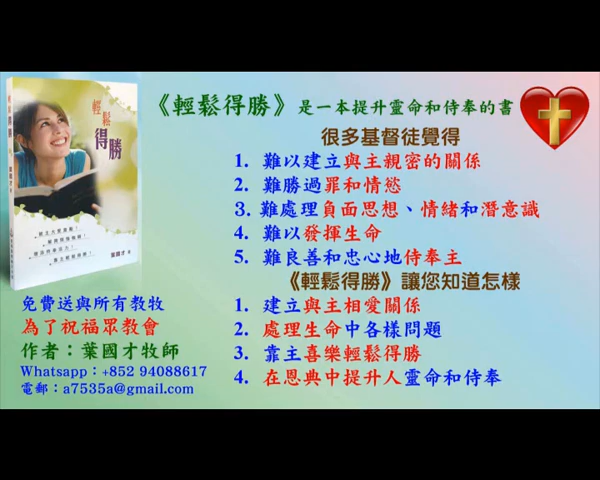 《輕鬆得勝》是一本提升靈命和侍奉的書
很多基督徒覺得
1. 難以建立與主親密的關係
2. 難勝過罪和情慾
3. 難處理負面思想、情緒和潛意識
4. 難以發揮生命
5. 難良善和忠心地侍奉主
《輕鬆得勝》讓您知道怎樣
1. 建立與主相愛關係
2. 處理生命中各樣問題
3. 靠主喜樂輕鬆得勝
4. 在恩典中提升人靈命和侍奉
輕鬆
得勝
葉國才 著
輕鬆得勝
免費送與所有教牧
為了祝福眾教會
作者：葉國才牧師
Whatsapp：+852 94088617
電郵：a7535a@gmail.com